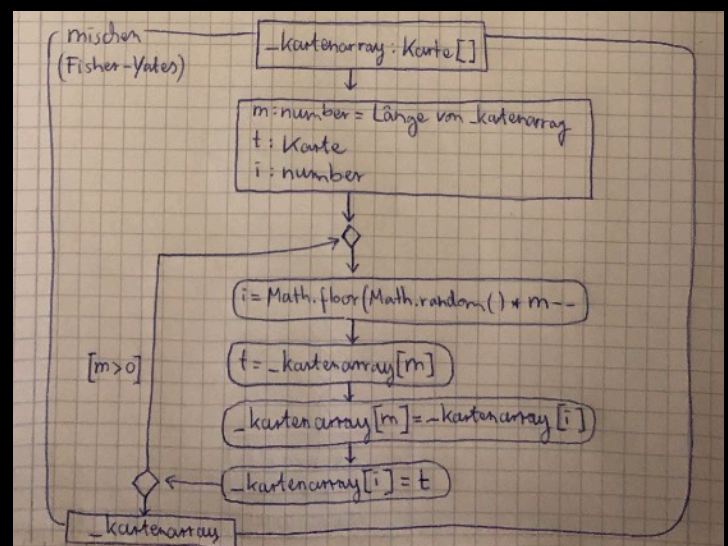 mischen
(Fisher-Yates)
_kartenarray : Karte[]
m:number = Länge von _kartenarray
t : Karte
i : number
i = Math.floor(Math.random() * m--
t = _kartenarray[m]
[m>0]
_kartenarray[m] = _kartenarray[i]
_kartenarray[i] = t
_kartenarray